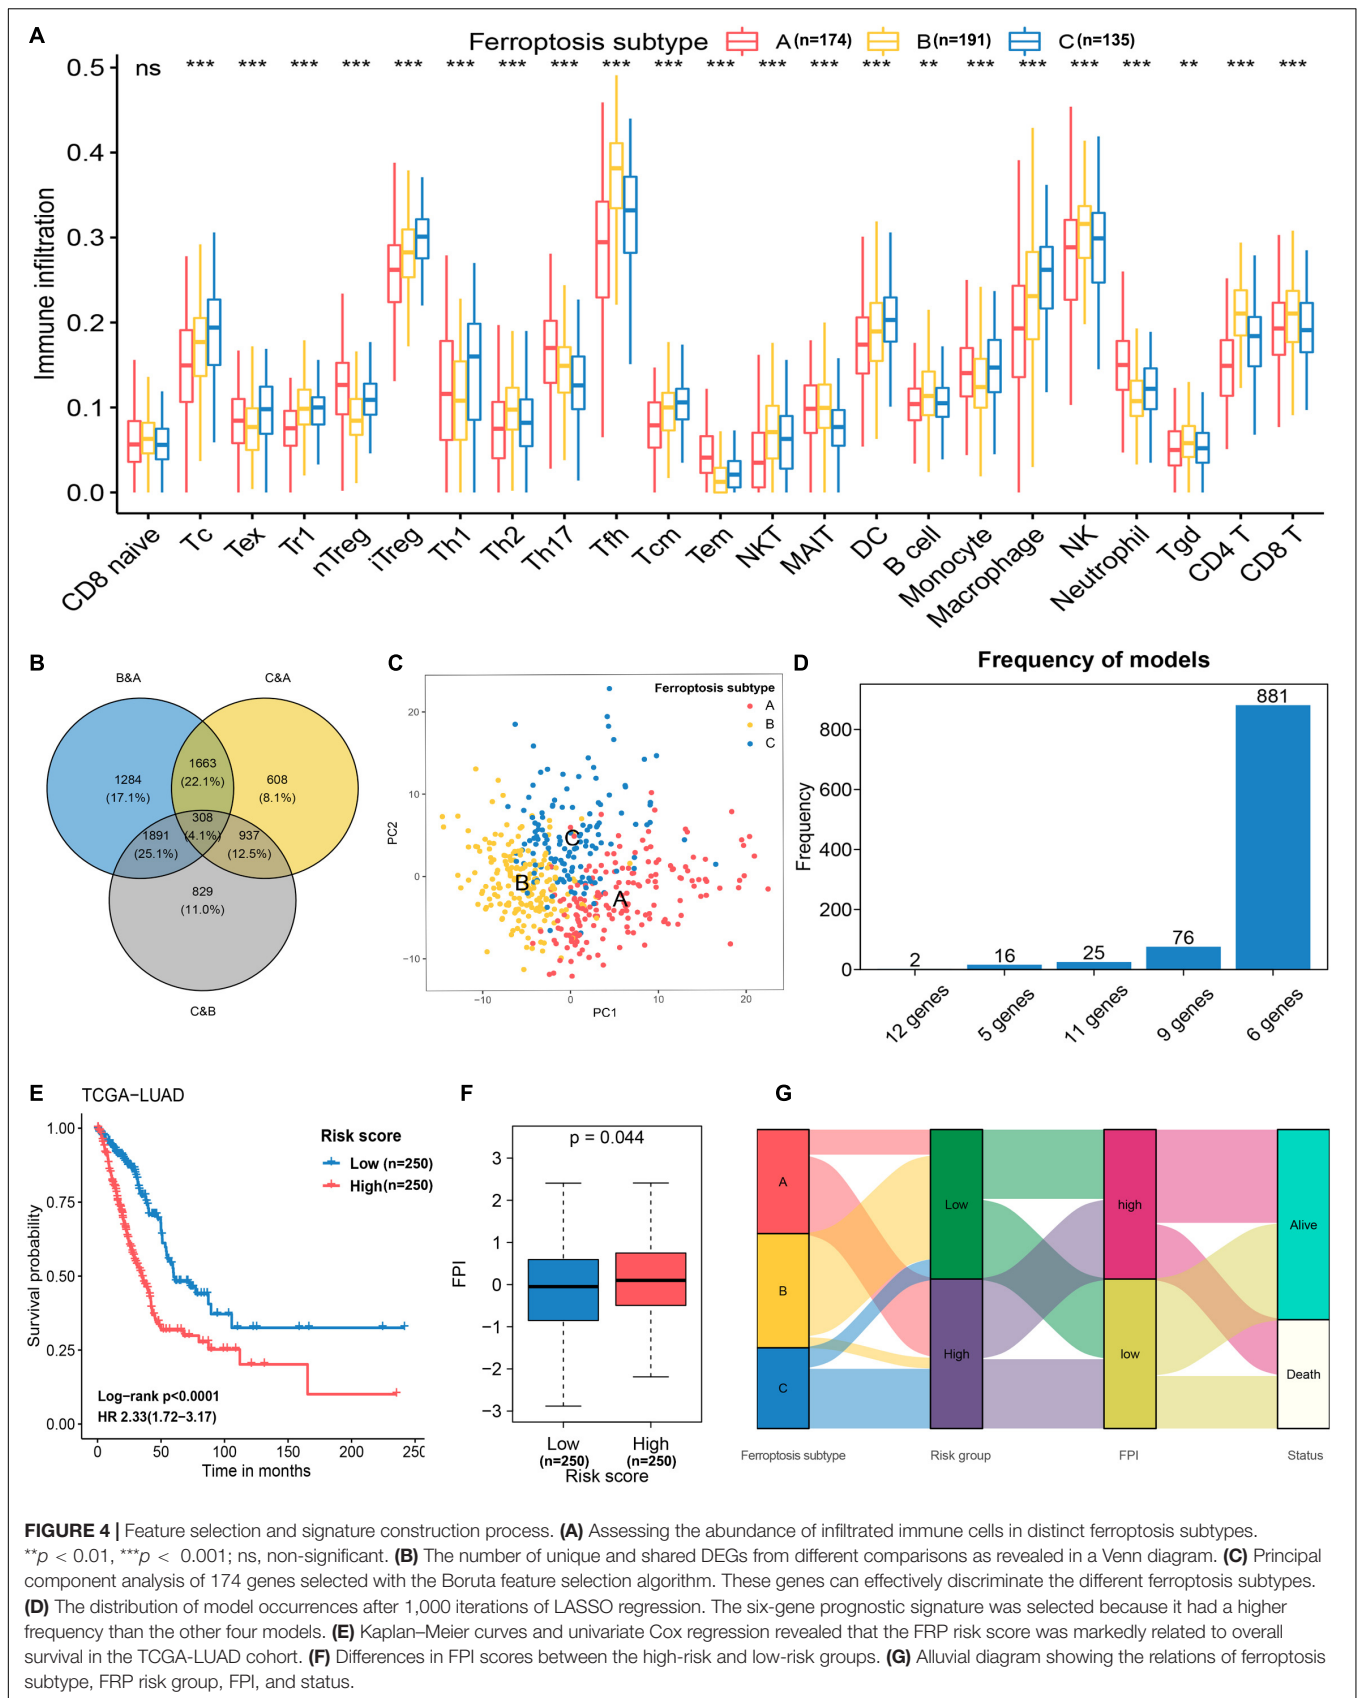 A
Ferroptosis subtype A(n=174) B(n=191) C(n=135)
ns *** *** *** *** *** *** *** *** *** *** *** *** *** *** ** *** *** *** *** ** *** ***
Immune infiltration
0.5
0.4
0.3
0.2
0.1
0.0
CD8 naive Tc Tex Tr1 nTreg iTreg Th1 Th2 Th17 Tfh Tcm Tem NKT MAIT DC B cell Monocyte Macrophage NK Neutrophil Tgd CD4 T CD8 T
B
B&A
C&A
1284
(17.1%)
1663
(22.1%)
608
(8.1%)
308
(4.1%)
1891
(25.1%)
937
(12.5%)
829
(11.0%)
C&B
C
Ferroptosis subtype
A
B
C
PC2
20
10
0
−10
C
B
A
−10 0 10 20
PC1
D
Frequency of models
Frequency
800
600
400
200
0
2 16 25 76 881
12 genes 5 genes 11 genes 9 genes 6 genes
E
TCGA−LUAD
Risk score
Low (n=250)
High(n=250)
Survival probability
1.00
0.75
0.50
0.25
0.00
Log−rank p<0.0001
HR 2.33(1.72−3.17)
0 50 100 150 200 250
Time in months
F
p = 0.044
FPI
3
2
1
0
−1
−2
−3
Low High
(n=250) (n=250)
Risk score
G
A
B
C
Low
High
high
low
Alive
Death
Ferroptosis subtype Risk group FPI Status
FIGURE 4 | Feature selection and signature construction process. (A) Assessing the abundance of infiltrated immune cells in distinct ferroptosis subtypes.
**p < 0.01, ***p < 0.001; ns, non-significant. (B) The number of unique and shared DEGs from different comparisons as revealed in a Venn diagram. (C) Principal
component analysis of 174 genes selected with the Boruta feature selection algorithm. These genes can effectively discriminate the different ferroptosis subtypes.
(D) The distribution of model occurrences after 1,000 iterations of LASSO regression. The six-gene prognostic signature was selected because it had a higher
frequency than the other four models. (E) Kaplan–Meier curves and univariate Cox regression revealed that the FRP risk score was markedly related to overall
survival in the TCGA-LUAD cohort. (F) Differences in FPI scores between the high-risk and low-risk groups. (G) Alluvial diagram showing the relations of ferroptosis
subtype, FRP risk group, FPI, and status.